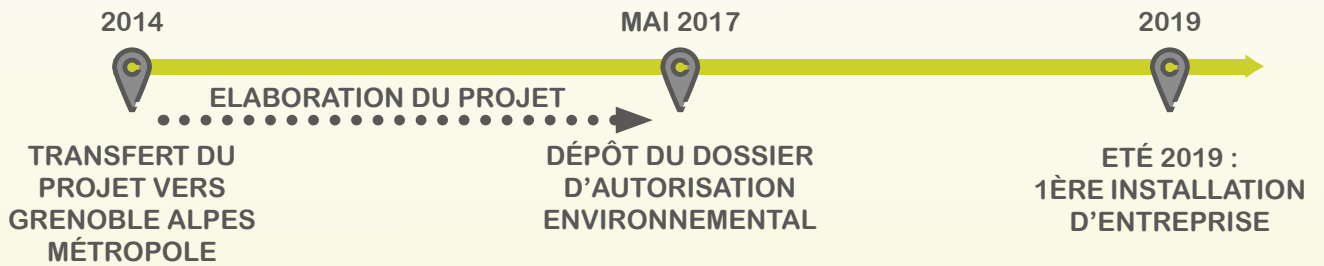 2014
MAI 2017
2019
ELABORATION DU PROJET
TRANSFERT DU
PROJET VERS
GRENOBLE ALPES
MÉTROPOLE
DÉPÔT DU DOSSIER
D’AUTORISATION
ENVIRONNEMENTAL
ETÉ 2019 :
1ÈRE INSTALLATION
D’ENTREPRISE